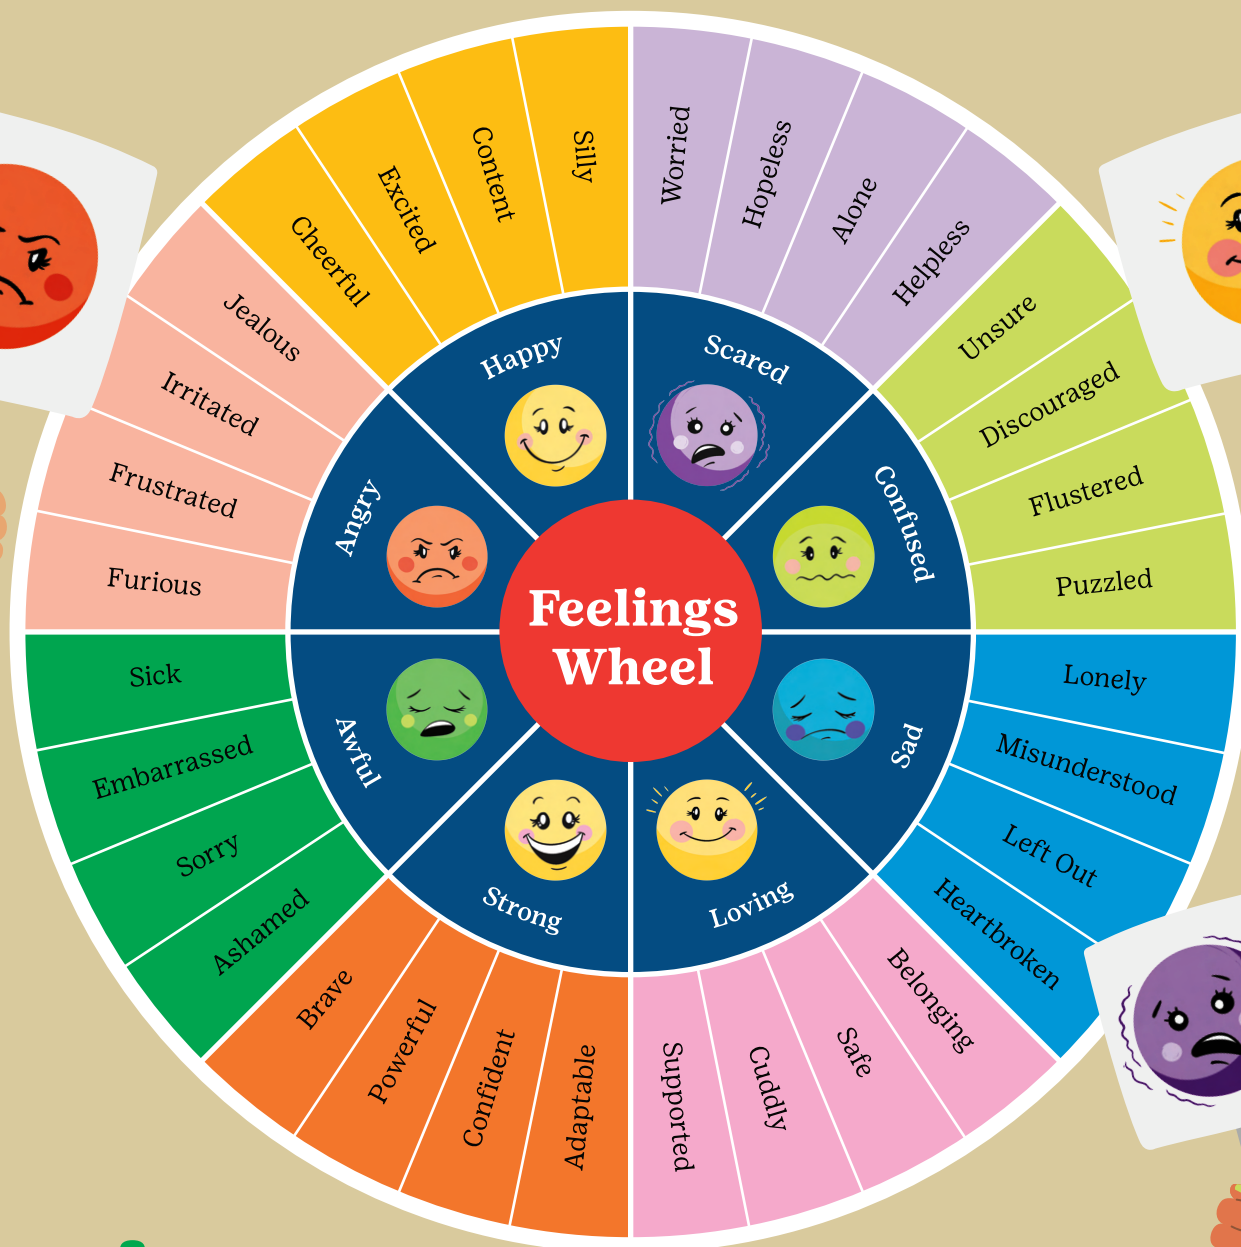 Feelings
Wheel
Happy
Silly
Content
Excited
Cheerful
Scared
Worried
Hopeless
Alone
Helpless
Confused
Unsure
Discouraged
Flustered
Puzzled
Sad
Lonely
Misunderstood
Left Out
Heartbroken
Loving
Belonging
Safe
Cuddly
Supported
Strong
Adaptable
Confident
Powerful
Brave
Awful
Ashamed
Sorry
Embarrassed
Sick
Angry
Furious
Frustrated
Irritated
Jealous